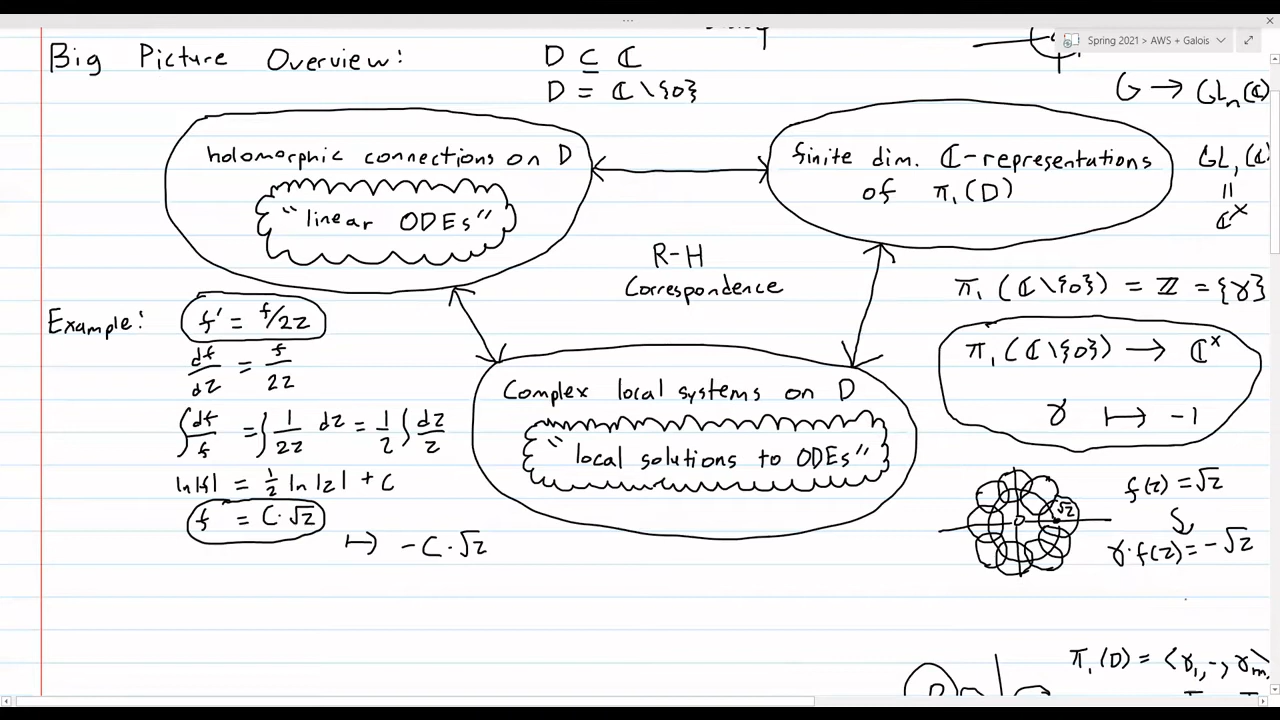 Spring 2021 > AWS + Galois
Big Picture Overview:
D ⊆ ℂ
D = ℂ\{0}
G → GLₙ(ℂ)
holomorphic connections on D
"linear ODEs"
finite dim. ℂ-representations
of π₁(D)
GL₁(ℂ)
=
ℂˣ
R-H
Correspondence
π₁(ℂ\{0}) = ℤ = {γ}
π₁(ℂ\{0}) → ℂˣ
γ ↦ -1
Complex local systems on D
"local solutions to ODEs"
Example:
f' = f/2z
df/dz = f/2z
∫ df/f = ∫ 1/2z dz = 1/2 ∫ dz/z
ln|f| = 1/2 ln|z| + C
f = C·√z
↦ -C·√z
√z
f(z) = √z
γ·f(z) = -√z
π₁(D) = ⟨γ₁,-,γₘ⟩